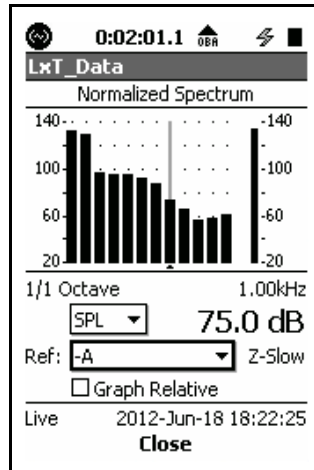 0:02:01.1 OBA
LxT_Data
Normalized Spectrum
140 -140
100 -100
60 -60
20 -20
1/1 Octave 1.00kHz
SPL 75.0 dB
Ref: -A Z-Slow
Graph Relative
Live 2012-Jun-18 18:22:25
Close